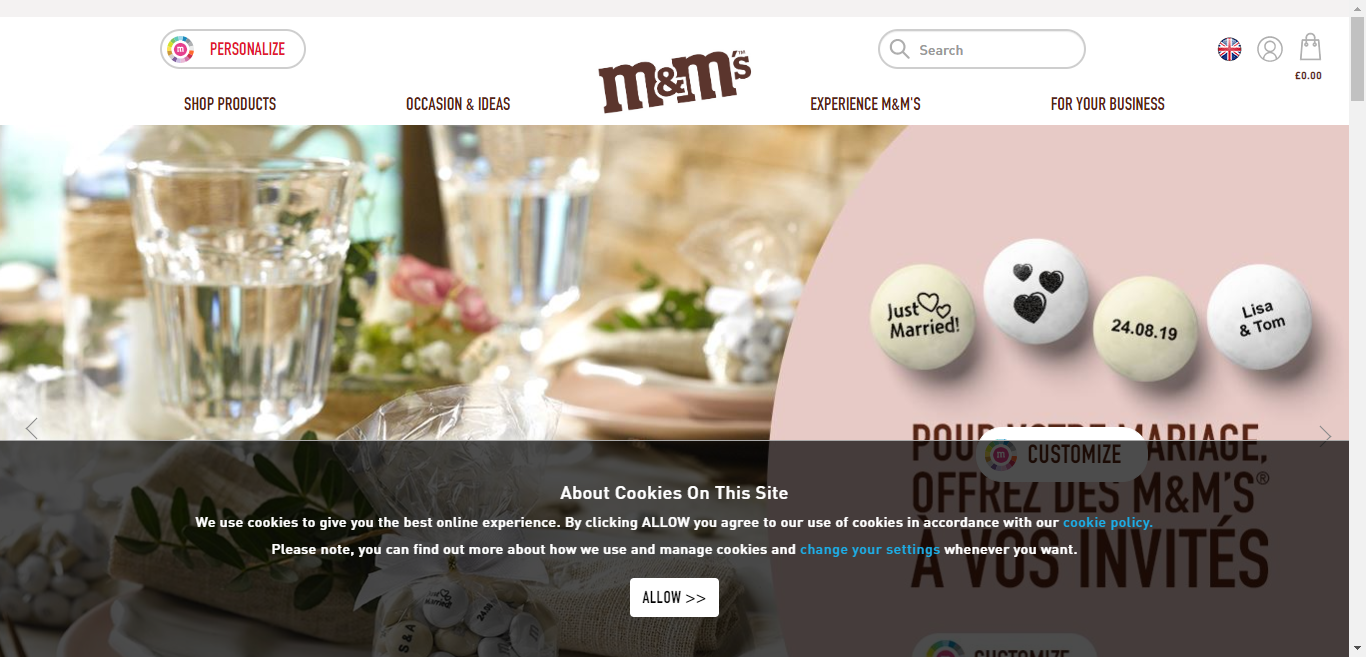 PERSONALIZE
m&m's™
Search
£0.00
SHOP PRODUCTS
OCCASION & IDEAS
EXPERIENCE M&M'S
FOR YOUR BUSINESS
Just
Married!
24.08.19
Lisa
& Tom
POUR VOTRE MARIAGE,
CUSTOMIZE
OFFREZ DES M&M'S®
À VOS INVITÉS
About Cookies On This Site
We use cookies to give you the best online experience. By clicking ALLOW you agree to our use of cookies in accordance with our cookie policy.
Please note, you can find out more about how we use and manage cookies and change your settings whenever you want.
ALLOW >>
CUSTOMIZE
S & A